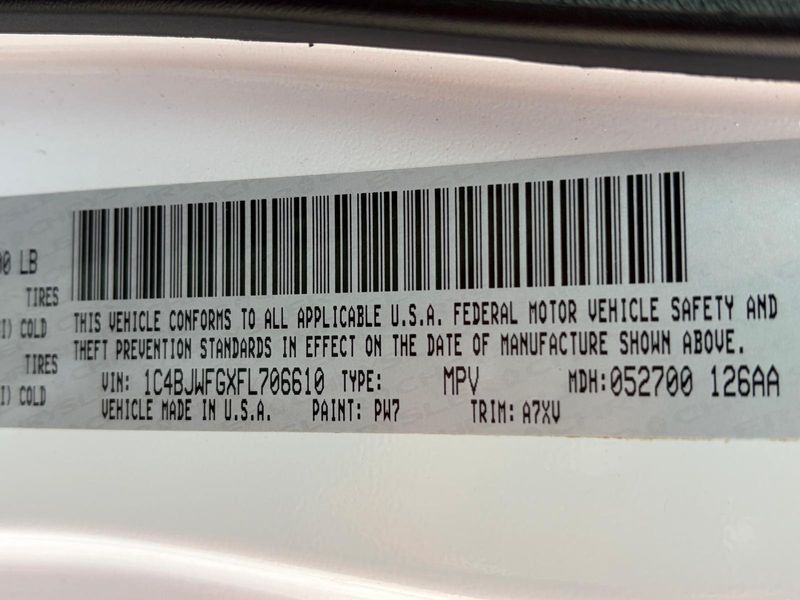 00 LB
TIRES
I) COLD
TIRES
I) COLD
THIS VEHICLE CONFORMS TO ALL APPLICABLE U.S.A. FEDERAL MOTOR VEHICLE SAFETY AND
THEFT PREVENTION STANDARDS IN EFFECT ON THE DATE OF MANUFACTURE SHOWN ABOVE.
VIN: 1C4BJWFGXFL706610 TYPE: MPV MDH: 052700 126AA
VEHICLE MADE IN U.S.A. PAINT: PW7 TRIM: A7XV